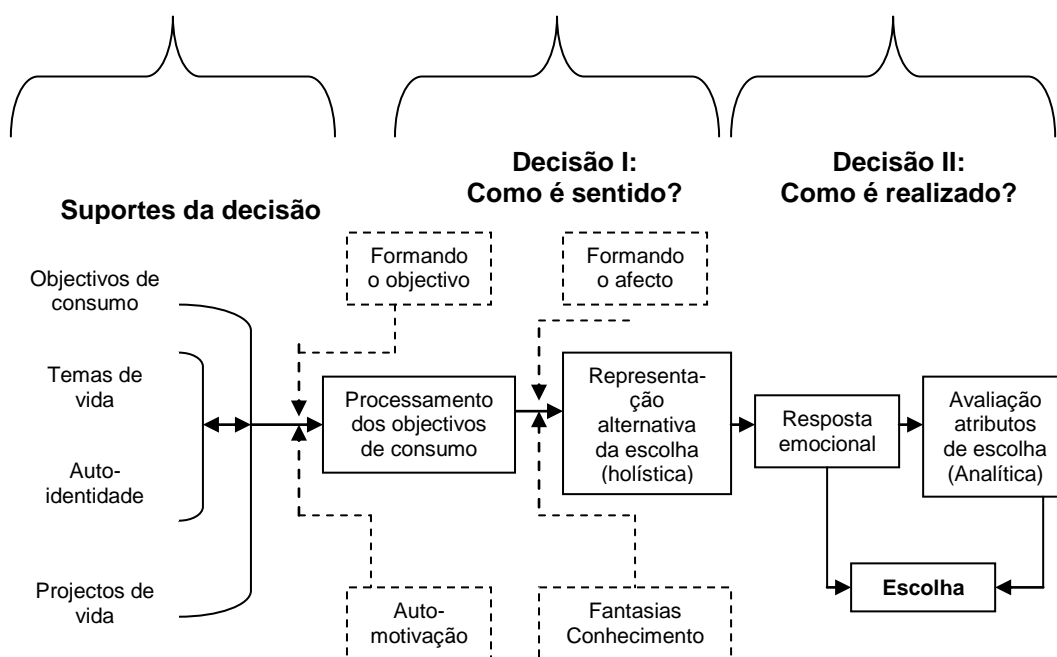 Suportes da decisão
Decisão I:
Como é sentido?
Decisão II:
Como é realizado?
Objectivos de
consumo
Temas de
vida
Auto-
identidade
Projectos de
vida
Formando
o objectivo
Processamento
dos objectivos
de consumo
Auto-
motivação
Formando
o afecto
Representa-
ção
alternativa
da escolha
(holística)
Fantasias
Conhecimento
Resposta
emocional
Avaliação
atributos
de escolha
(Analítica)
Escolha